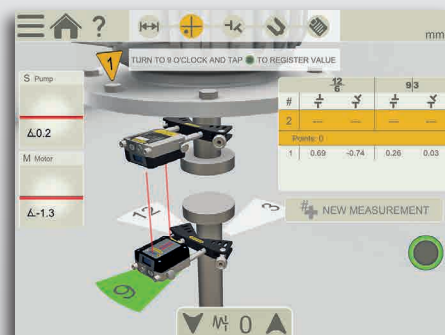 ?
mm
1
TURN TO 9 O'CLOCK AND TAP TO REGISTER VALUE
S Pump
∡0.2
M Motor
∡-1.3
12
6
9
3
#
2 — — — —
Points: 0
1 0.69 -0.74 0.26 0.03
# NEW MEASUREMENT
12
3
9
0